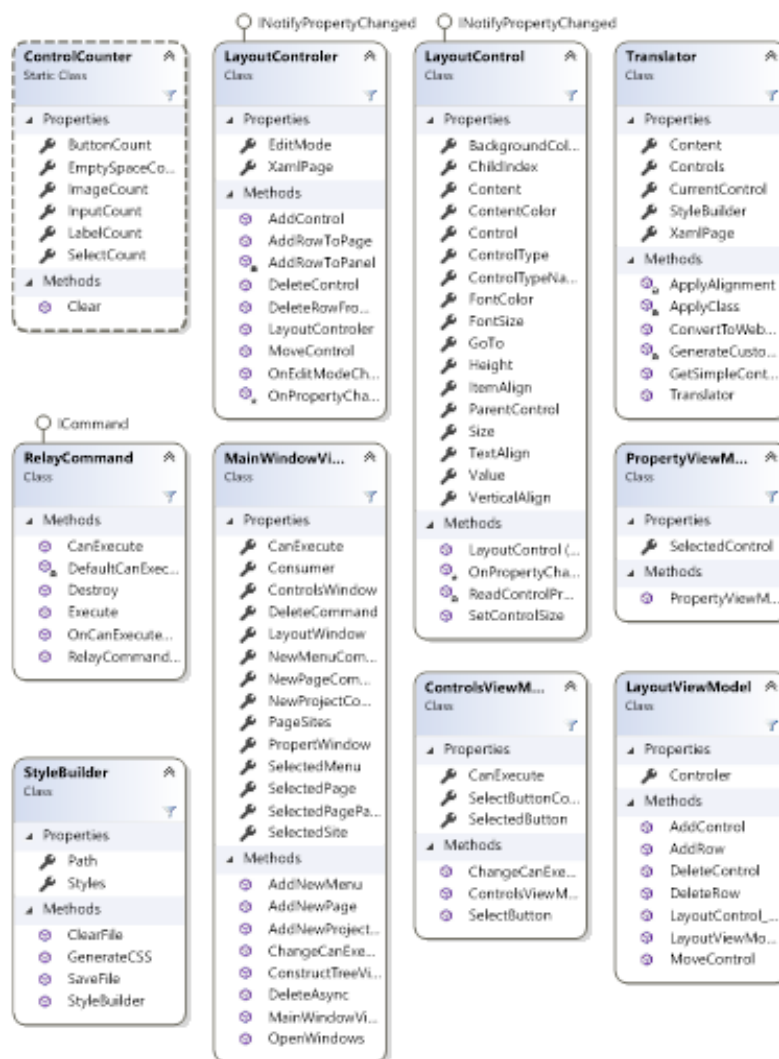 INotifyPropertyChanged
INotifyPropertyChanged
ControlCounter
Static Class
Properties
ButtonCount
EmptySpaceCo...
ImageCount
InputCount
LabelCount
SelectCount
Methods
Clear
LayoutControler
Class
Properties
EditMode
XamlPage
Methods
AddControl
AddRowToPage
AddRowToPanel
DeleteControl
DeleteRowFro...
LayoutControler
MoveControl
OnEditModeCh...
OnPropertyCha...
LayoutControl
Class
Properties
BackgroundCol...
ChildIndex
Content
ContentColor
Control
ControlType
ControlTypeNa...
FontColor
FontSize
GoTo
Height
ItemAlign
ParentControl
Size
TextAlign
Value
VerticalAlign
Methods
LayoutControl (...
OnPropertyCha...
ReadControlPr...
SetControlSize
Translator
Class
Properties
Content
Controls
CurrentControl
StyleBuilder
XamlPage
Methods
ApplyAlignment
ApplyClass
ConvertToWeb...
GenerateCusto...
GetSimpleCont...
Translator
ICommand
RelayCommand
Class
Methods
CanExecute
DefaultCanExec...
Destroy
Execute
OnCanExecute...
RelayCommand...
MainWindowVi...
Class
Properties
CanExecute
Consumer
ControlsWindow
DeleteCommand
LayoutWindow
NewMenuCom...
NewPageCom...
NewProjectCo...
PageSites
PropertWindow
SelectedMenu
SelectedPage
SelectedPagePa...
SelectedSite
Methods
AddNewMenu
AddNewPage
AddNewProject...
ChangeCanExe...
ConstructTreeVi...
DeleteAsync
MainWindowVi...
OpenWindows
PropertyViewM...
Class
Properties
SelectedControl
Methods
PropertyViewM...
ControlsViewM...
Class
Properties
CanExecute
SelectButtonCo...
SelectedButton
Methods
ChangeCanExe...
ControlsViewM...
SelectButton
LayoutViewModel
Class
Properties
Controler
Methods
AddControl
AddRow
DeleteControl
DeleteRow
LayoutControl_...
LayoutViewMo...
MoveControl
StyleBuilder
Class
Properties
Path
Styles
Methods
ClearFile
GenerateCSS
SaveFile
StyleBuilder